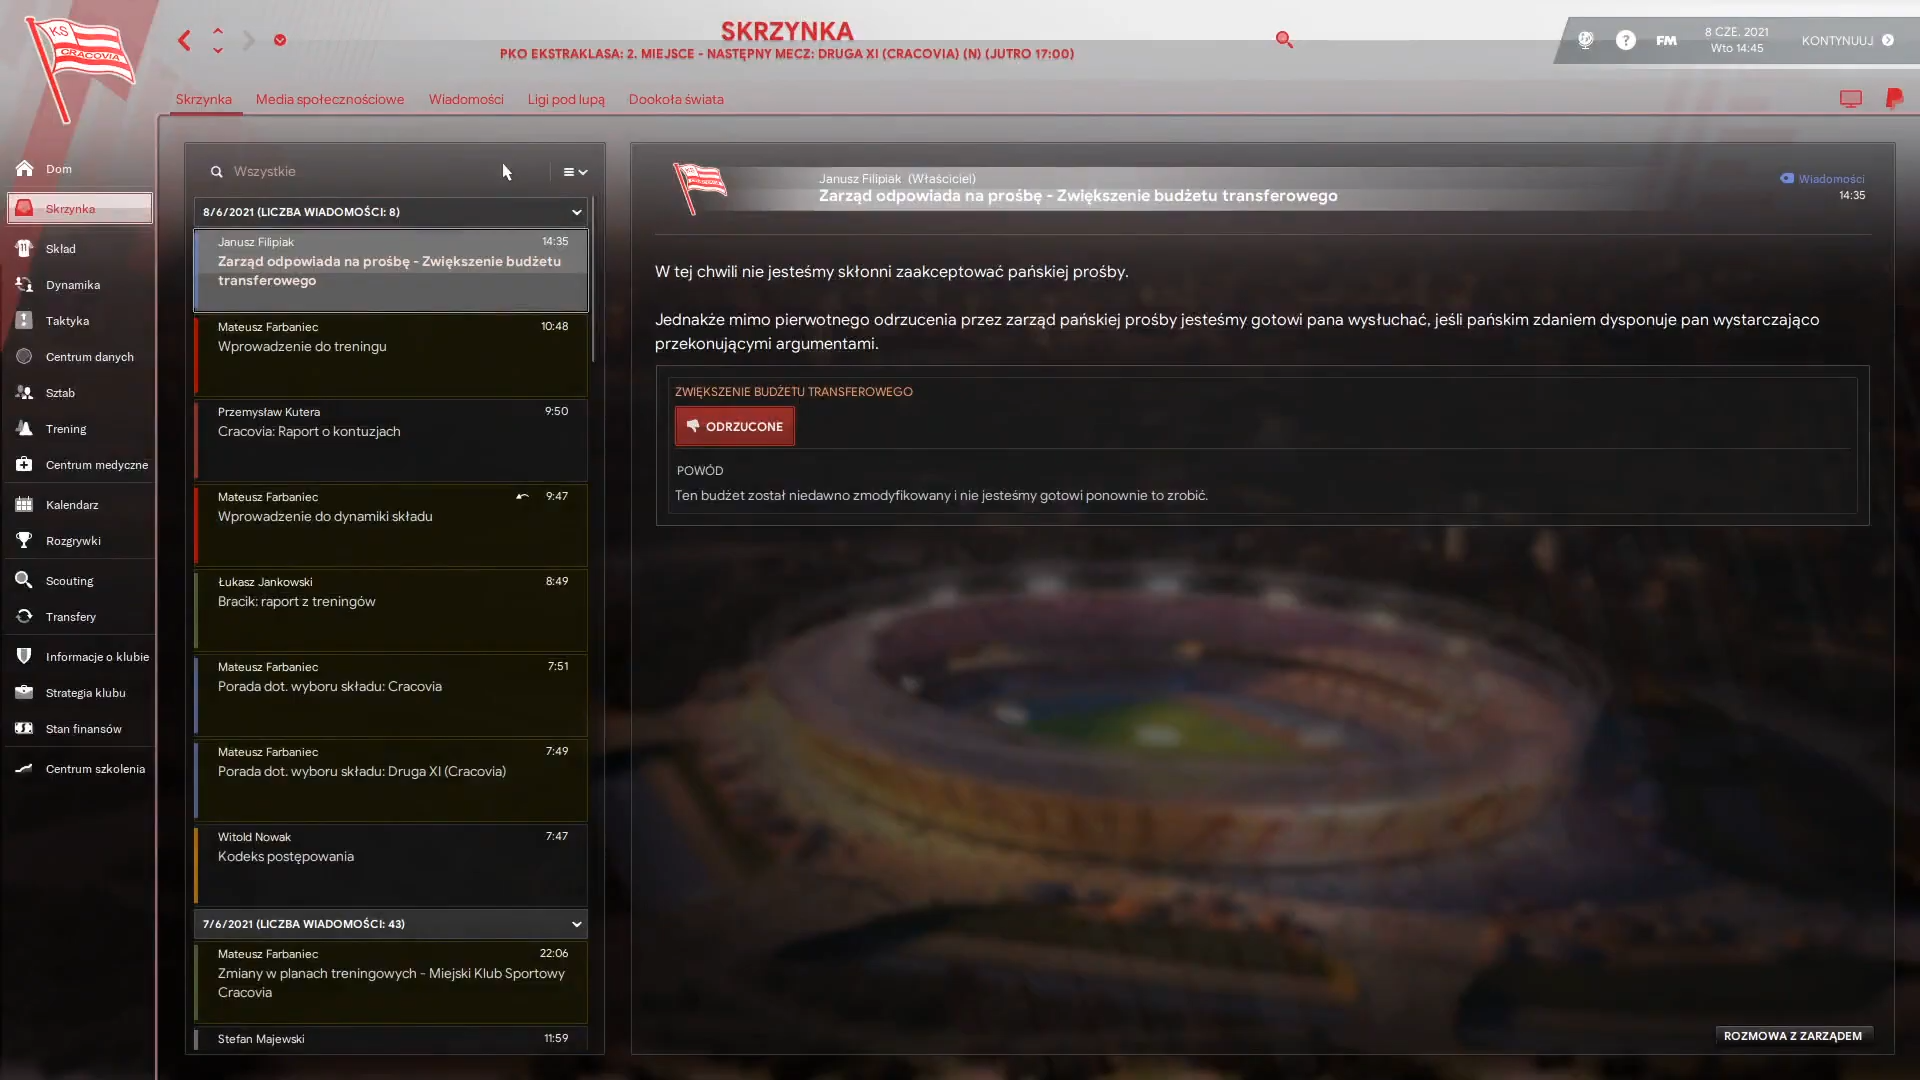 KS
CRACOVIA
SKRZYNKA
PKO EKSTRAKLASA: 2. MIEJSCE - NASTĘPNY MECZ: DRUGA XI (CRACOVIA) (N) (JUTRO 17:00)
?
FM
8 CZE. 2021
Wto 14:45
KONTYNUUJ
Skrzynka
Media społecznościowe
Wiadomości
Ligi pod lupą
Dookoła świata
Dom
Skrzynka
Skład
Dynamika
Taktyka
Centrum danych
Sztab
Trening
Centrum medyczne
Kalendarz
Rozgrywki
Scouting
Transfery
Informacje o klubie
Strategia klubu
Stan finansów
Centrum szkolenia
Wszystkie
8/6/2021 (LICZBA WIADOMOŚCI: 8)
Janusz Filipiak 14:35
Zarząd odpowiada na prośbę - Zwiększenie budżetu
transferowego
Mateusz Farbaniec 10:48
Wprowadzenie do treningu
Przemysław Kutera 9:50
Cracovia: Raport o kontuzjach
Mateusz Farbaniec 9:47
Wprowadzenie do dynamiki składu
Łukasz Jankowski 8:49
Bracik: raport z treningów
Mateusz Farbaniec 7:51
Porada dot. wyboru składu: Cracovia
Mateusz Farbaniec 7:49
Porada dot. wyboru składu: Druga XI (Cracovia)
Witold Nowak 7:47
Kodeks postępowania
7/6/2021 (LICZBA WIADOMOŚCI: 43)
Mateusz Farbaniec 22:06
Zmiany w planach treningowych - Miejski Klub Sportowy
Cracovia
Stefan Majewski 11:59
Janusz Filipiak (Właściciel)
Zarząd odpowiada na prośbę - Zwiększenie budżetu transferowego
Wiadomości
14:35
W tej chwili nie jesteśmy skłonni zaakceptować pańskiej prośby.
Jednakże mimo pierwotnego odrzucenia przez zarząd pańskiej prośby jesteśmy gotowi pana wysłuchać, jeśli pańskim zdaniem dysponuje pan wystarczająco
przekonującymi argumentami.
ZWIĘKSZENIE BUDŻETU TRANSFEROWEGO
ODRZUCONE
POWÓD
Ten budżet został niedawno zmodyfikowany i nie jesteśmy gotowi ponownie to zrobić.
ROZMOWA Z ZARZĄDEM